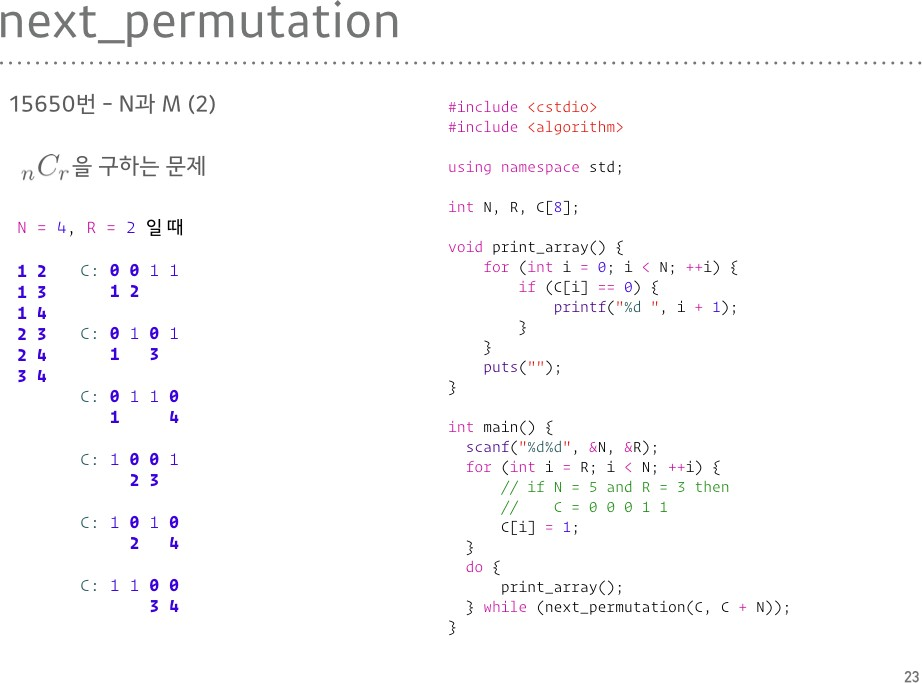 next_permutation
15650번 – N과 M (2)
nCr을 구하는 문제
N = 4, R = 2 일 때
1 2
1 3
1 4
2 3
2 4
3 4
C: 0 0 1 1
1 2
C: 0 1 0 1
1 3
C: 0 1 1 0
1 4
C: 1 0 0 1
2 3
C: 1 0 1 0
2 4
C: 1 1 0 0
3 4
#include <cstdio>
#include <algorithm>
using namespace std;
int N, R, C[8];
void print_array() {
    for (int i = 0; i < N; ++i) {
        if (C[i] == 0) {
            printf("%d ", i + 1);
        }
    }
    puts("");
}
int main() {
  scanf("%d%d", &N, &R);
  for (int i = R; i < N; ++i) {
      // if N = 5 and R = 3 then
      //    C = 0 0 0 1 1
      C[i] = 1;
  }
  do {
      print_array();
  } while (next_permutation(C, C + N));
}
23